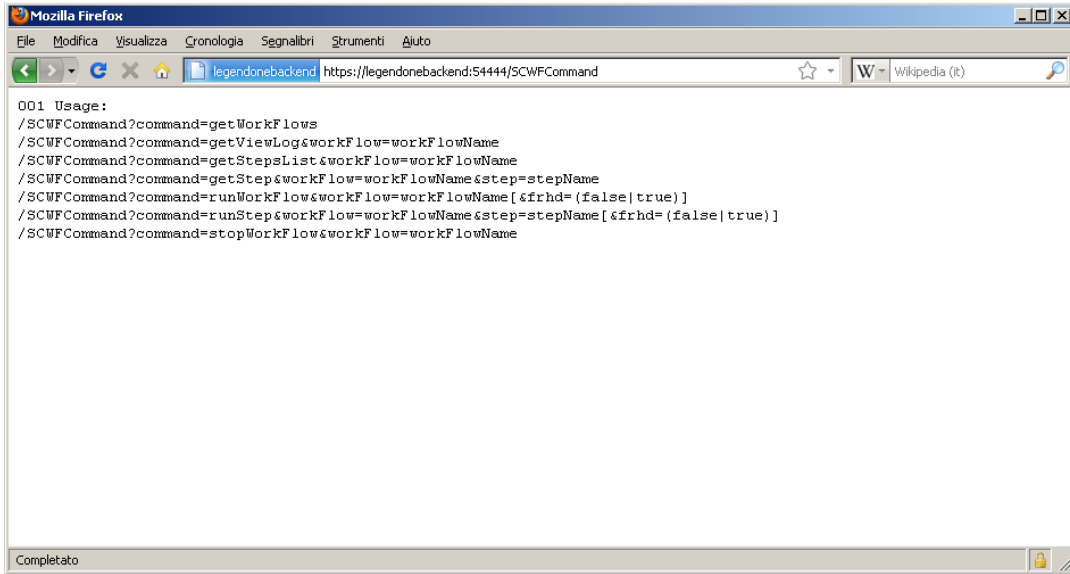 Mozilla Firefox
File Modifica Visualizza Cronologia Segnalibri Strumenti Aiuto
legendonebackend https://legendonebackend:54444/SCWFCommand W Wikipedia (it)
001 Usage:
/SCWFCommand?command=getWorkFlows
/SCWFCommand?command=getViewLog&workFlow=workFlowName
/SCWFCommand?command=getStepsList&workFlow=workFlowName
/SCWFCommand?command=getStep&workFlow=workFlowName&step=stepName
/SCWFCommand?command=runWorkFlow&workFlow=workFlowName[&frhd=(false|true)]
/SCWFCommand?command=runStep&workFlow=workFlowName&step=stepName[&frhd=(false|true)]
/SCWFCommand?command=stopWorkFlow&workFlow=workFlowName
Completato